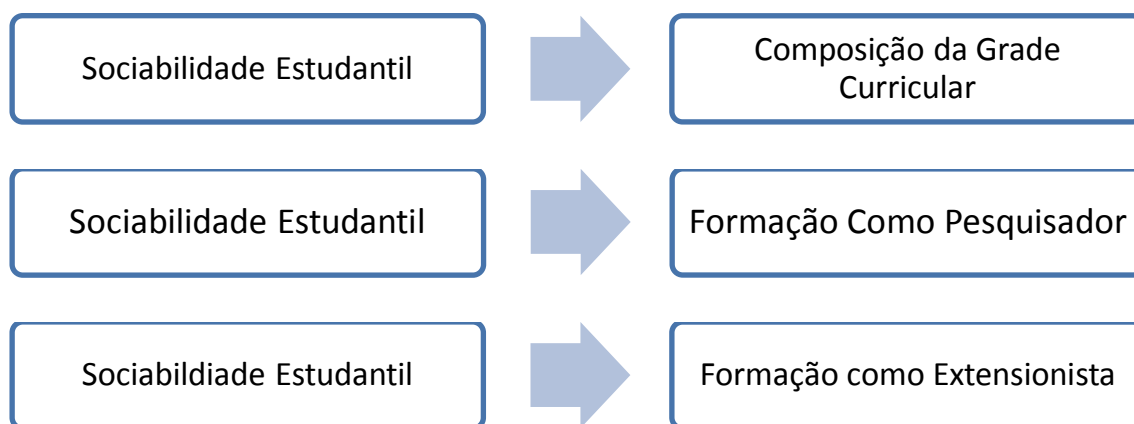 Sociabilidade Estudantil
Composição da Grade
Curricular
Sociabilidade Estudantil
Formação Como Pesquisador
Sociabildiade Estudantil
Formação como Extensionista